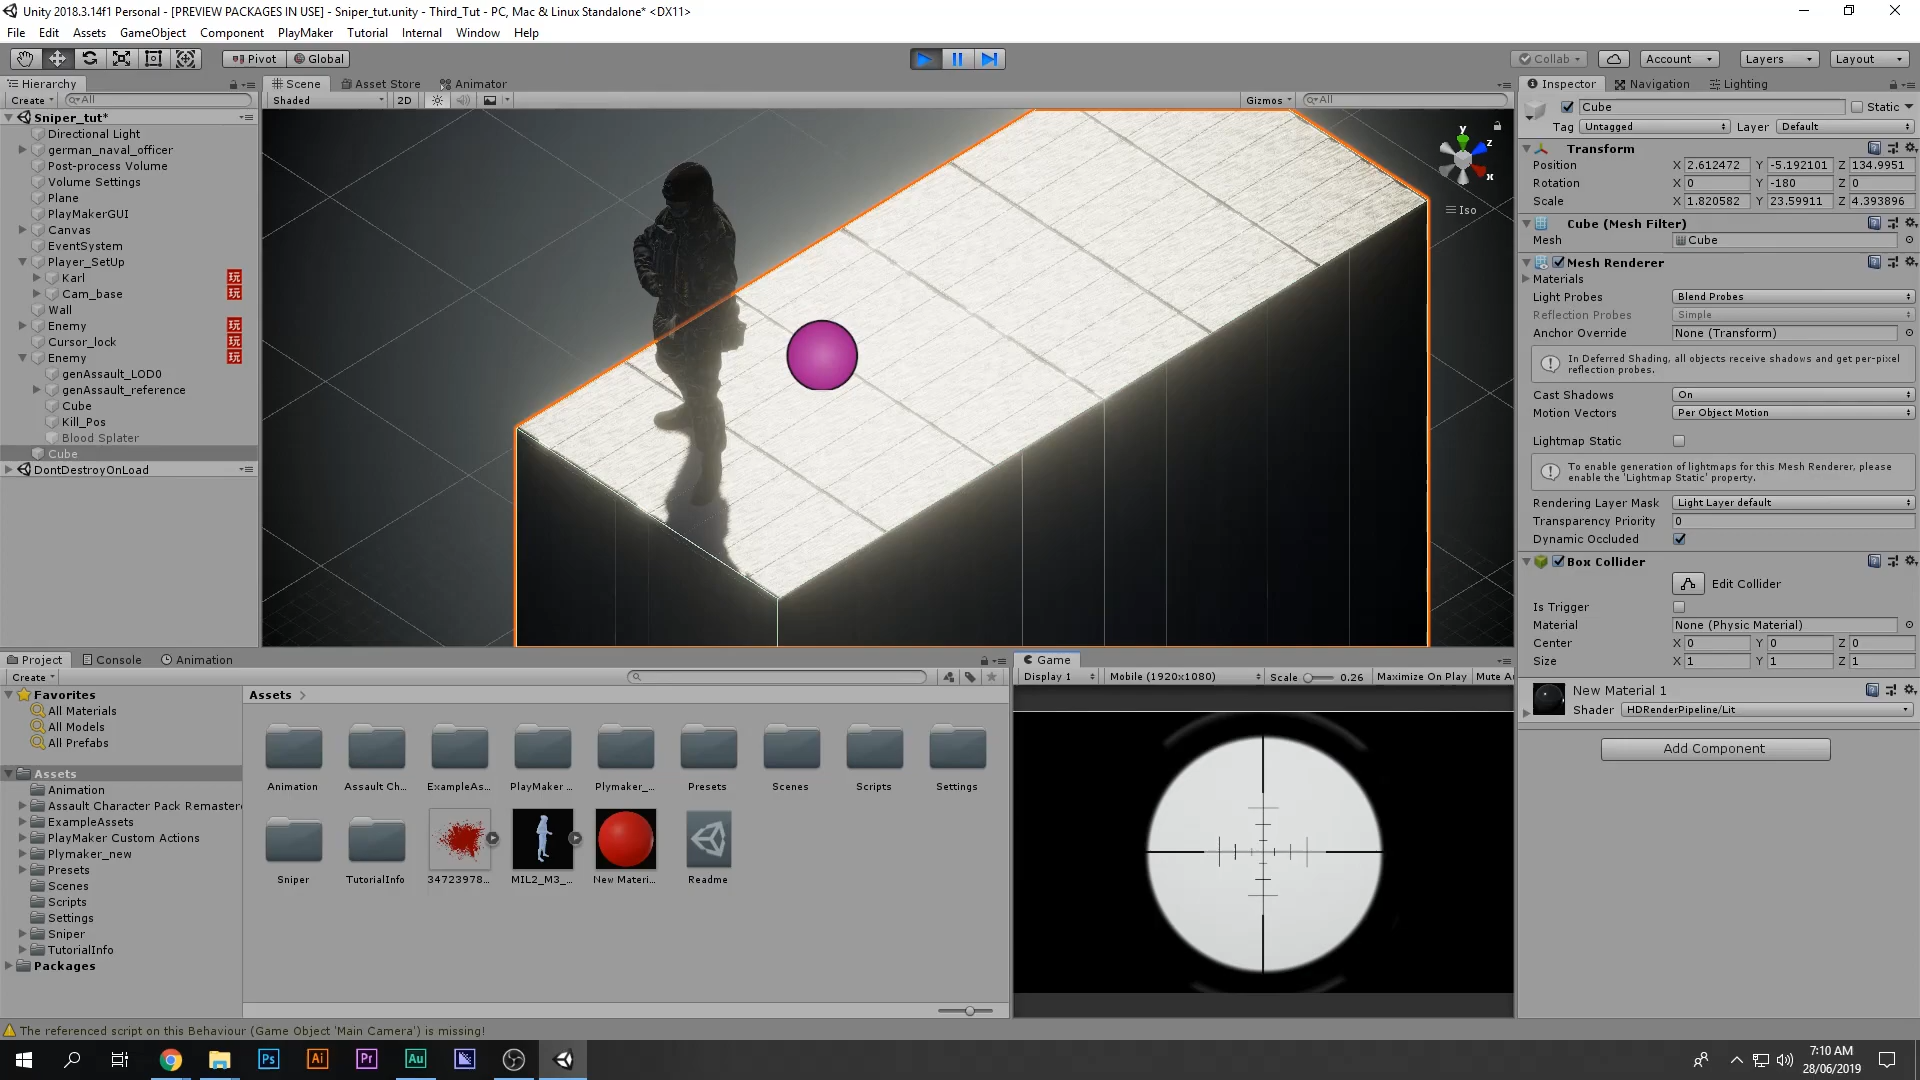 Unity 2018.3.14f1 Personal - [PREVIEW PACKAGES IN USE] - Sniper_tut.unity - Third_Tut - PC, Mac & Linux Standalone* <DX11>
File Edit Assets GameObject Component PlayMaker Tutorial Internal Window Help
Pivot Global Collab Account Layers Layout
Hierarchy
Create All
Sniper_tut*
Directional Light
german_naval_officer
Post-process Volume
Volume Settings
Plane
PlayMakerGUI
Canvas
EventSystem
Player_SetUp
Karl 玩
Cam_base 玩
Wall
Enemy 玩
Cursor_lock 玩
Enemy 玩
genAssault_LOD0
genAssault_reference
Cube
Kill_Pos
Blood Splater
Cube
DontDestroyOnLoad
Scene Asset Store Animator
Shaded 2D Gizmos All
y
z
x
Iso
Inspector Navigation Lighting
Cube Static
Tag Untagged Layer Default
Transform
Position X 2.612472 Y -5.192101 Z 134.9951
Rotation X 0 Y -180 Z 0
Scale X 1.820582 Y 23.59911 Z 4.393896
Cube (Mesh Filter)
Mesh Cube
Mesh Renderer
Materials
Light Probes Blend Probes
Reflection Probes Simple
Anchor Override None (Transform)
In Deferred Shading, all objects receive shadows and get per-pixel
reflection probes.
Cast Shadows On
Motion Vectors Per Object Motion
Lightmap Static
To enable generation of lightmaps for this Mesh Renderer, please
enable the 'Lightmap Static' property.
Rendering Layer Mask Light Layer default
Transparency Priority 0
Dynamic Occluded
Box Collider
Edit Collider
Is Trigger
Material None (Physic Material)
Center X 0 Y 0 Z 0
Size X 1 Y 1 Z 1
New Material 1
Shader HDRenderPipeline/Lit
Add Component
Project Console Animation
Create
Favorites
All Materials
All Models
All Prefabs
Assets
Animation
Assault Character Pack Remastere
ExampleAssets
PlayMaker Custom Actions
Plymaker_new
Presets
Scenes
Scripts
Settings
Sniper
TutorialInfo
Packages
Assets
Animation Assault Ch... ExampleAs... PlayMaker ... Plymaker_... Presets Scenes Scripts Settings
Sniper TutorialInfo 34723978... MIL2_M3_... New Materi... Readme
Game
Display 1 Mobile (1920x1080) Scale 0.26 Maximize On Play Mute A
The referenced script on this Behaviour (Game Object 'Main Camera') is missing!
Ps Ai Pr Au
7:10 AM
28/06/2019